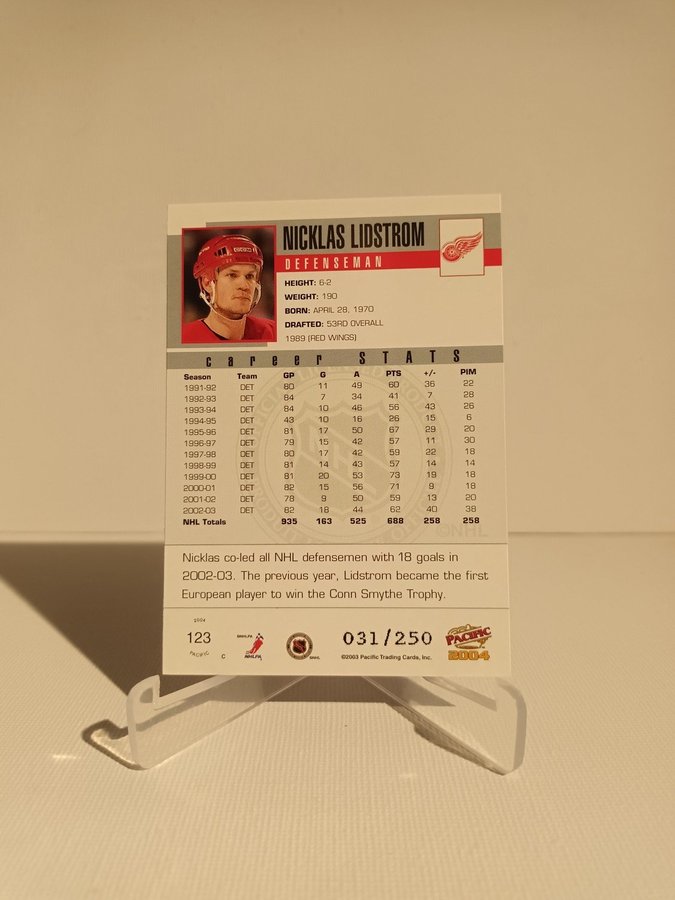 NICKLAS LIDSTROM
DEFENSEMAN
HEIGHT: 6-2
WEIGHT: 190
BORN: APRIL 28, 1970
DRAFTED: 53RD OVERALL
1989 (RED WINGS)
career STATS
Season Team GP G A PTS +/- PIM
1991-92 DET 80 11 49 60 36 22
1992-93 DET 84 7 34 41 7 28
1993-94 DET 84 10 46 56 43 26
1994-95 DET 43 10 16 26 15 6
1995-96 DET 81 17 50 67 29 20
1996-97 DET 79 15 42 57 11 30
1997-98 DET 80 17 42 59 22 18
1998-99 DET 81 14 43 57 14 14
1999-00 DET 81 20 53 73 19 18
2000-01 DET 82 15 56 71 9 18
2001-02 DET 78 9 50 59 13 20
2002-03 DET 82 18 44 62 40 38
NHL Totals 935 163 525 688 258 258
Nicklas co-led all NHL defensemen with 18 goals in
2002-03. The previous year, Lidstrom became the first
European player to win the Conn Smythe Trophy.
2004
123
PACIFIC
C
NHLPA
031/250
©2003 Pacific Trading Cards, Inc.
PACIFIC
2004